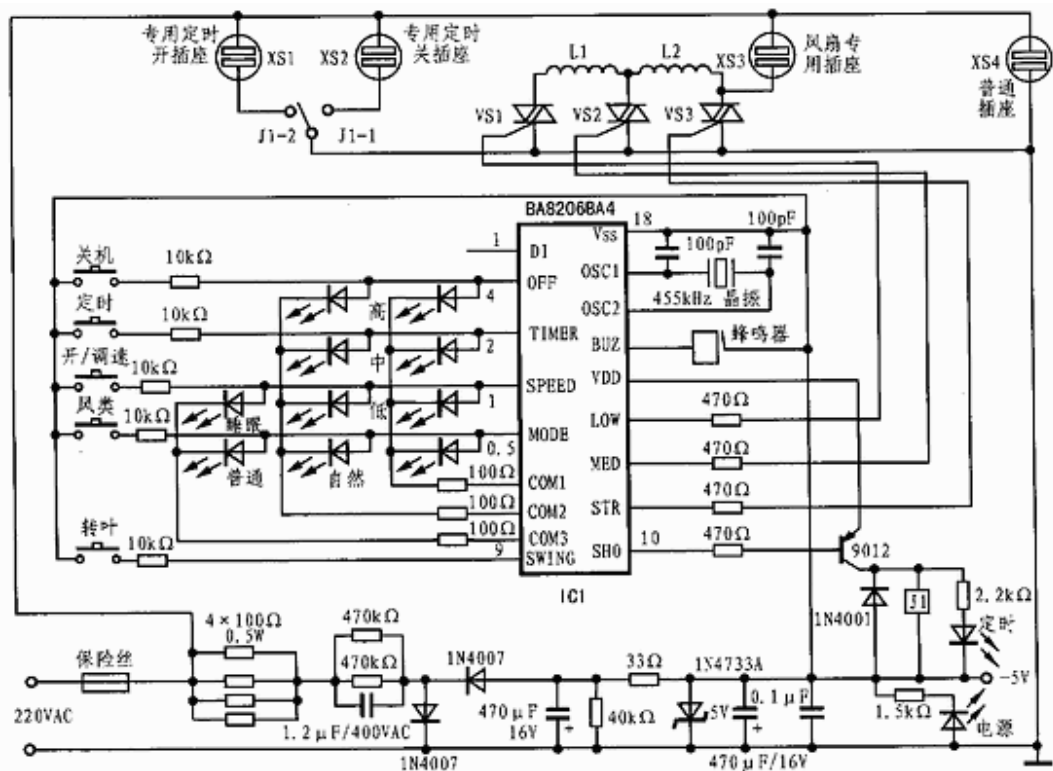 专用定时
开插座
XS1
XS2
专用定时
关插座
L1
L2
XS3
风扇专
用插座
XS4
普通
插座
VS1
VS2
VS3
J1-2
J1-1
BA8206BA4
18
100pF
100pF
1
DI
VSS
关机
10kΩ
OFF
4
高
OSC1
455kHz
晶振
OSC2
定时
10kΩ
TIMER
2
中
BUZ
蜂鸣器
开/调速
10kΩ
SPEED
1
低
VDD
睡眠
风类
10kΩ
MODE
0.5
LOW
470Ω
普通
自然
100Ω
COM1
MED
470Ω
100Ω
COM2
STR
470Ω
转叶
10kΩ
100Ω
COM3
9
SWING
SHO
10
470Ω
9012
IC1
1N4001
J1
2.2kΩ
定时
4×100Ω
0.5W
470kΩ
470kΩ
保险丝
1N4007
33Ω
1N4733A
-5V
220VAC
1.2μF/400VAC
470μF
16V
+
40kΩ
5V
+
0.1μF
1.5kΩ
电源
1N4007
470μF/16V